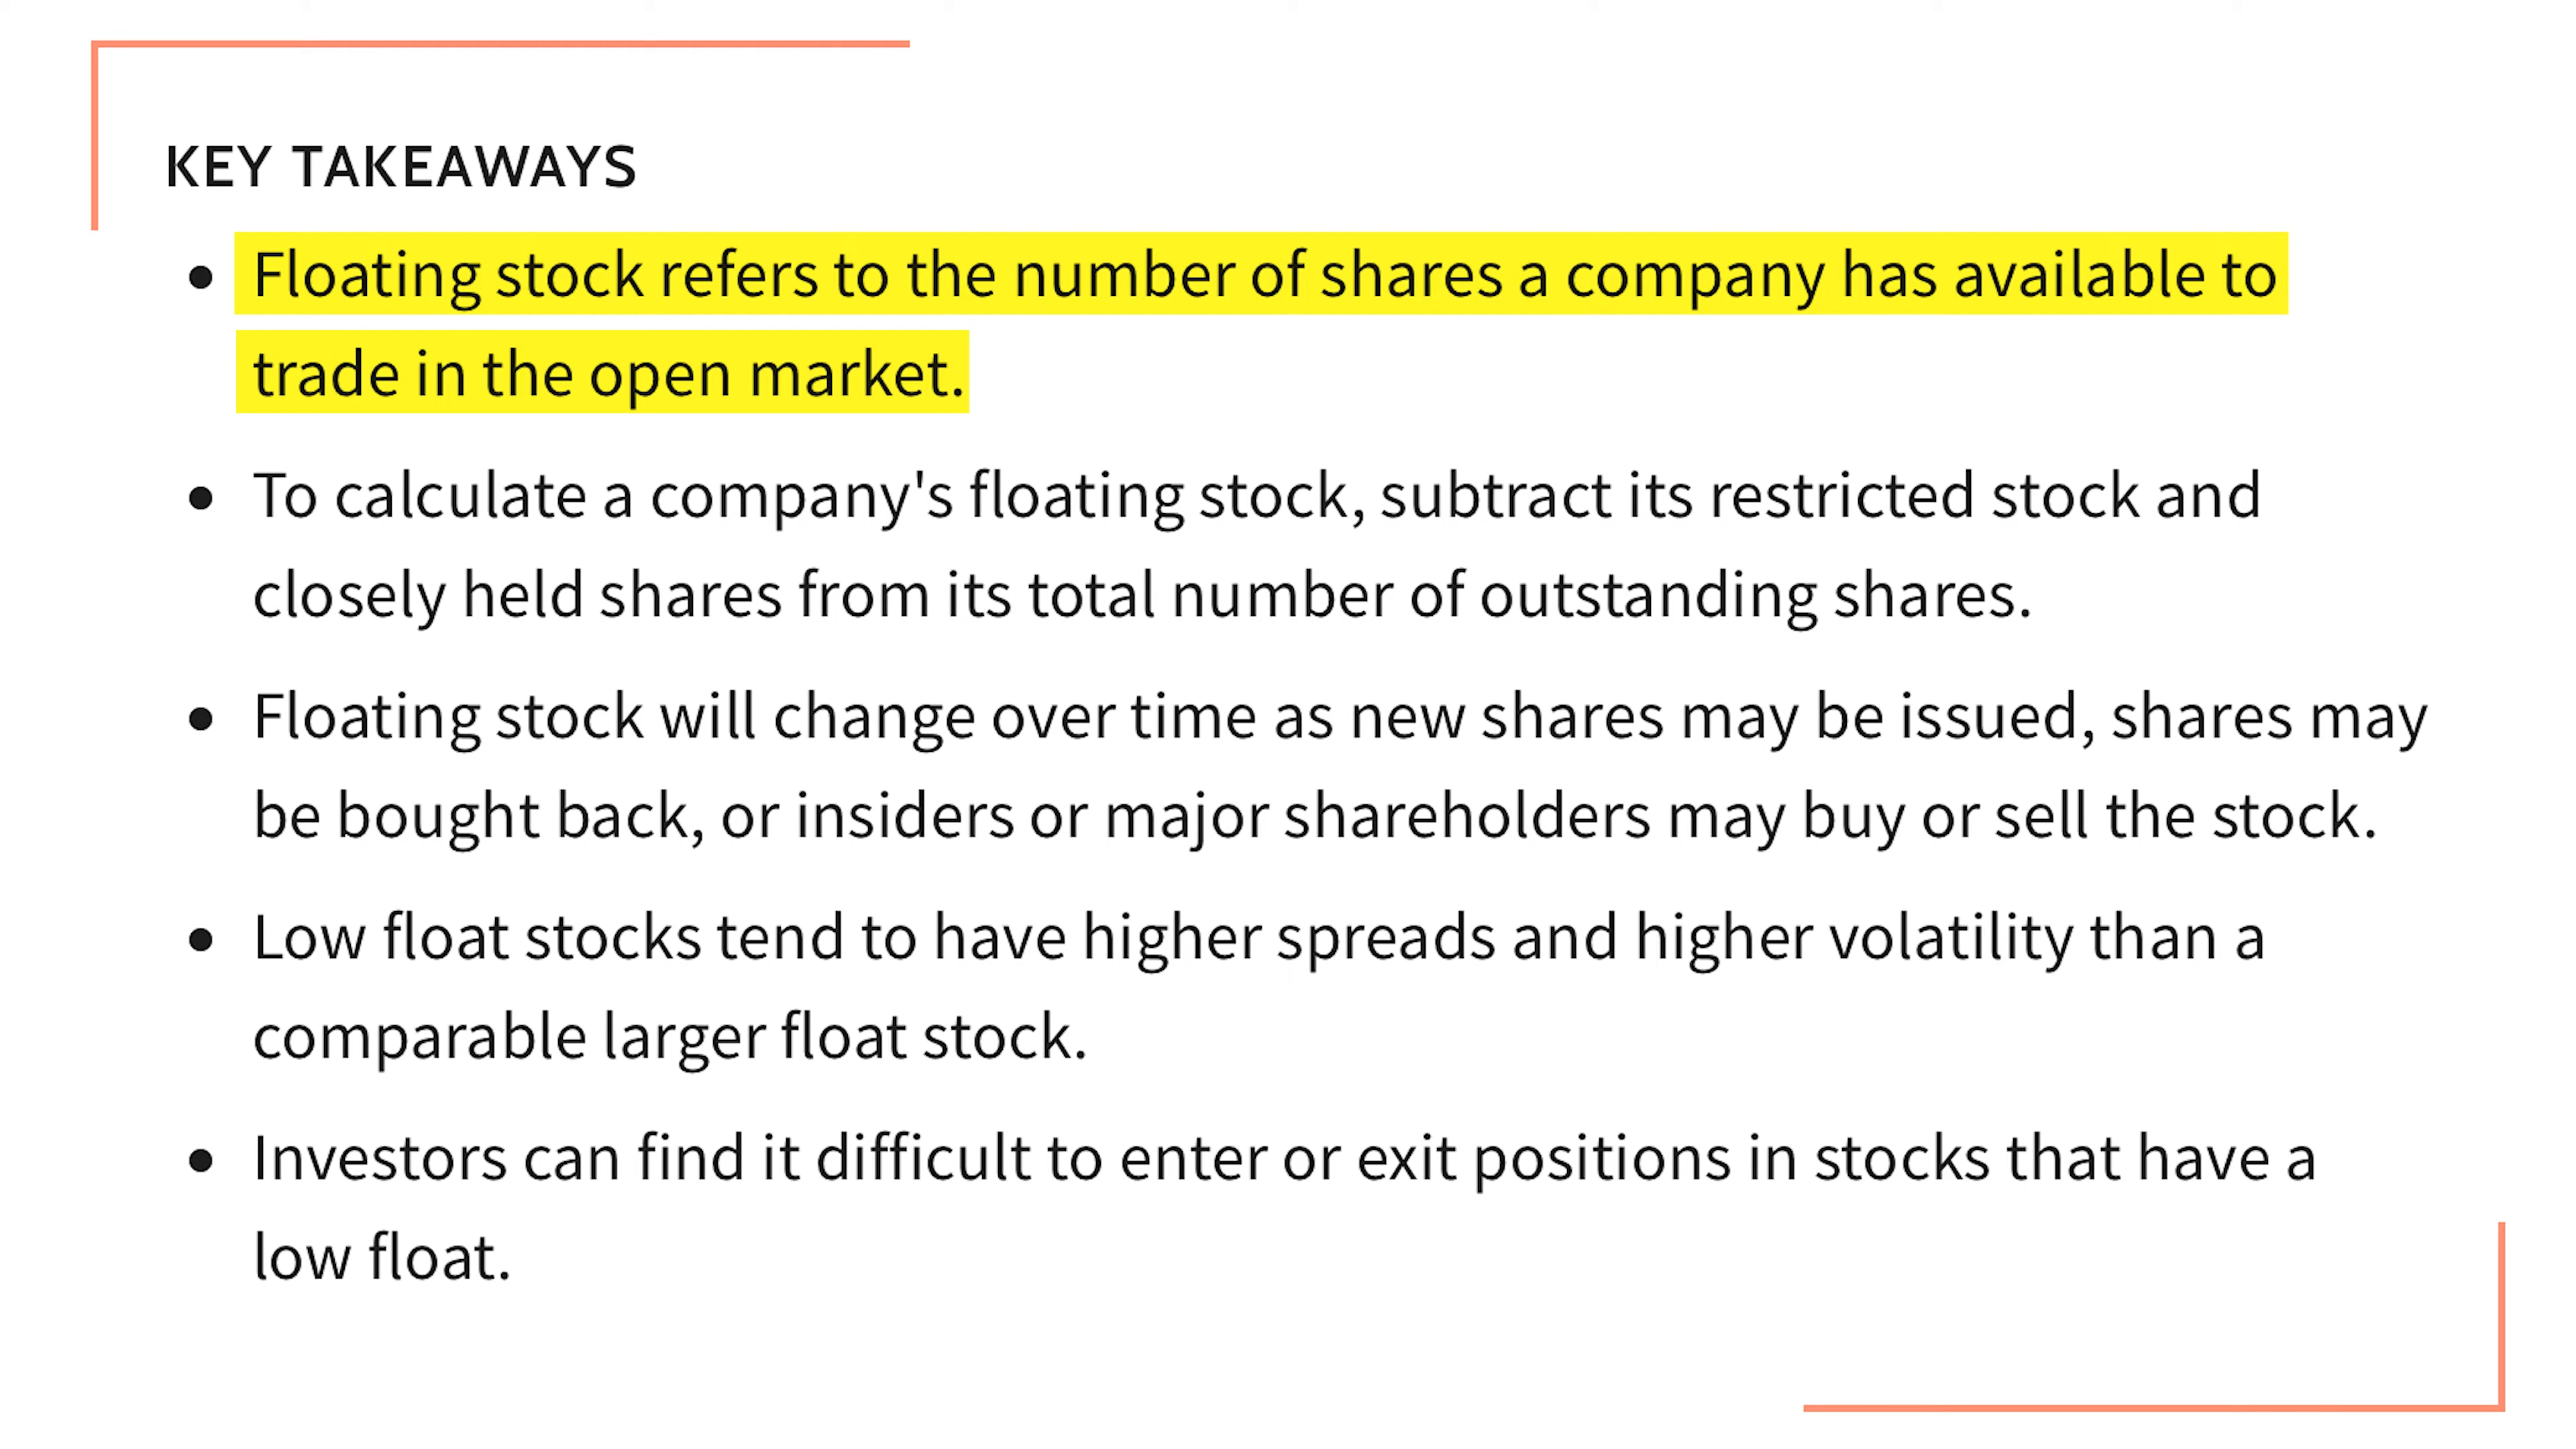 KEY TAKEAWAYS
• Floating stock refers to the number of shares a company has available to
trade in the open market.
• To calculate a company's floating stock, subtract its restricted stock and
closely held shares from its total number of outstanding shares.
• Floating stock will change over time as new shares may be issued, shares may
be bought back, or insiders or major shareholders may buy or sell the stock.
• Low float stocks tend to have higher spreads and higher volatility than a
comparable larger float stock.
• Investors can find it difficult to enter or exit positions in stocks that have a
low float.